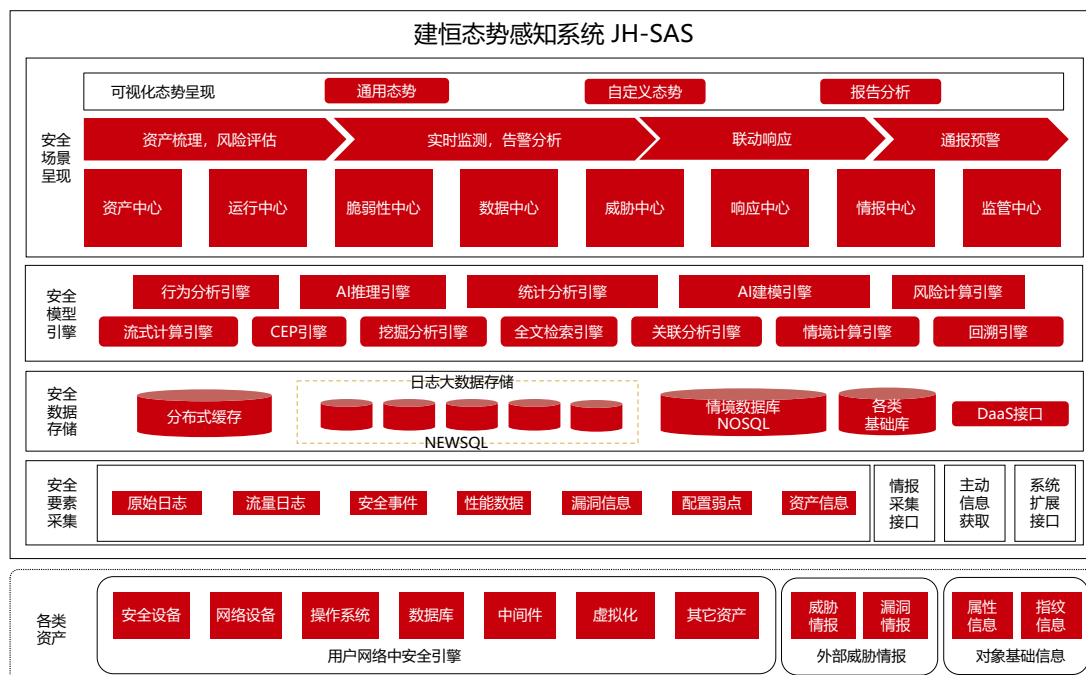 建恒态势感知系统 JH-SAS
安全
场景
呈现
可视化态势呈现
通用态势
自定义态势
报告分析
资产梳理，风险评估
实时监测，告警分析
联动响应
通报预警
资产中心
运行中心
脆弱性中心
数据中心
威胁中心
响应中心
情报中心
监管中心
安全
模型
引擎
行为分析引擎
AI推理引擎
统计分析引擎
AI建模引擎
风险计算引擎
流式计算引擎
CEP引擎
挖掘分析引擎
全文检索引擎
关联分析引擎
情境计算引擎
回溯引擎
安全
数据
存储
分布式缓存
日志大数据存储
NEWSQL
情境数据库
NOSQL
各类
基础库
DaaS接口
安全
要素
采集
原始日志
流量日志
安全事件
性能数据
漏洞信息
配置弱点
资产信息
情报
采集
接口
主动
信息
获取
系统
扩展
接口
各类
资产
安全设备
网络设备
操作系统
数据库
中间件
虚拟化
其它资产
用户网络中安全引擎
威胁
情报
漏洞
情报
外部威胁情报
属性
信息
指纹
信息
对象基础信息